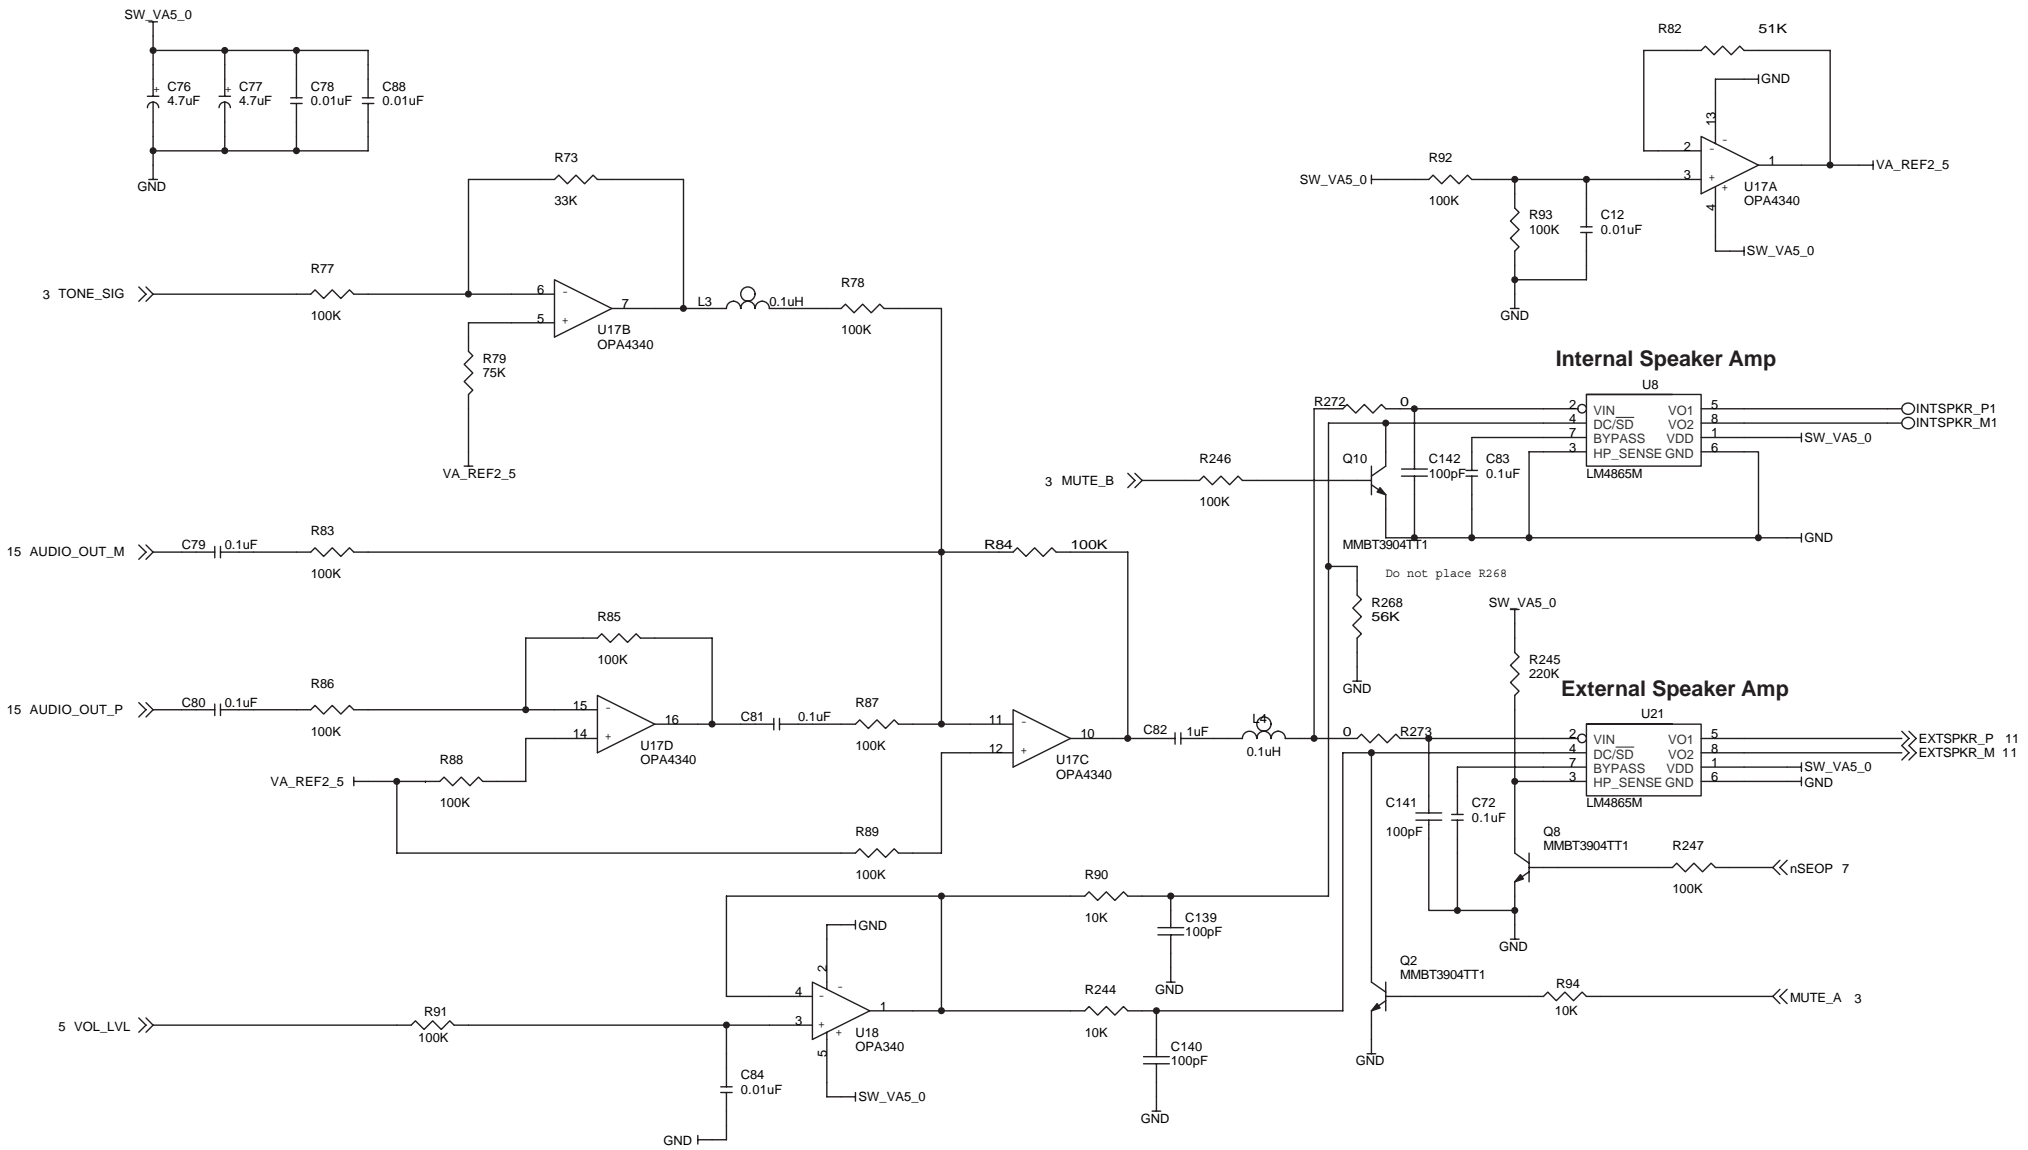 SW_VA5_0
C76
4.7uF
C77
4.7uF
C78
0.01uF
C88
0.01uF
+
+
GND
R82
51K
GND
13
2
-
-
1
VA_REF2_5
3
+
+
U17A
OPA4340
4
SW_VA5_0
SW_VA5_0
R92
100K
R93
100K
C12
0.01uF
GND
R73
33K
3 TONE_SIG
R77
100K
6
-
7
5
+
U17B
OPA4340
L3
0.1uH
R78
100K
R79
75K
VA_REF2_5
Internal Speaker Amp
U8
R272
0
2
VIN
VO1
5
INTSPKR_P1
4
DC/SD
VO2
8
INTSPKR_M1
7
BYPASS
VDD
1
SW_VA5_0
3
HP_SENSE
GND
6
LM4865M
GND
3 MUTE_B
R246
100K
Q10
MMBT3904TT1
C142
100pF
C83
0.1uF
Do not place R268
R268
56K
GND
15 AUDIO_OUT_M
C79
0.1uF
R83
100K
R84
100K
15 AUDIO_OUT_P
C80
0.1uF
R86
100K
R85
100K
15
-
16
14
+
U17D
OPA4340
C81
0.1uF
R87
100K
11
-
10
12
+
U17C
OPA4340
C82
1uF
L4
0.1uH
VA_REF2_5
R88
100K
R89
100K
SW_VA5_0
R245
220K
External Speaker Amp
U21
0
R273
2
VIN
VO1
5
EXTSPKR_P 11
4
DC/SD
VO2
8
EXTSPKR_M 11
7
BYPASS
VDD
1
SW_VA5_0
3
HP_SENSE
GND
6
GND
LM4865M
C141
100pF
C72
0.1uF
Q8
MMBT3904TT1
R247
100K
nSEOP 7
GND
R90
10K
C139
100pF
GND
GND
2
4
-
-
1
3
+
+
U18
OPA340
5
SW_VA5_0
5 VOL_LVL
R91
100K
C84
0.01uF
GND
R244
10K
C140
100pF
GND
Q2
MMBT3904TT1
R94
10K
MUTE_A 3
GND